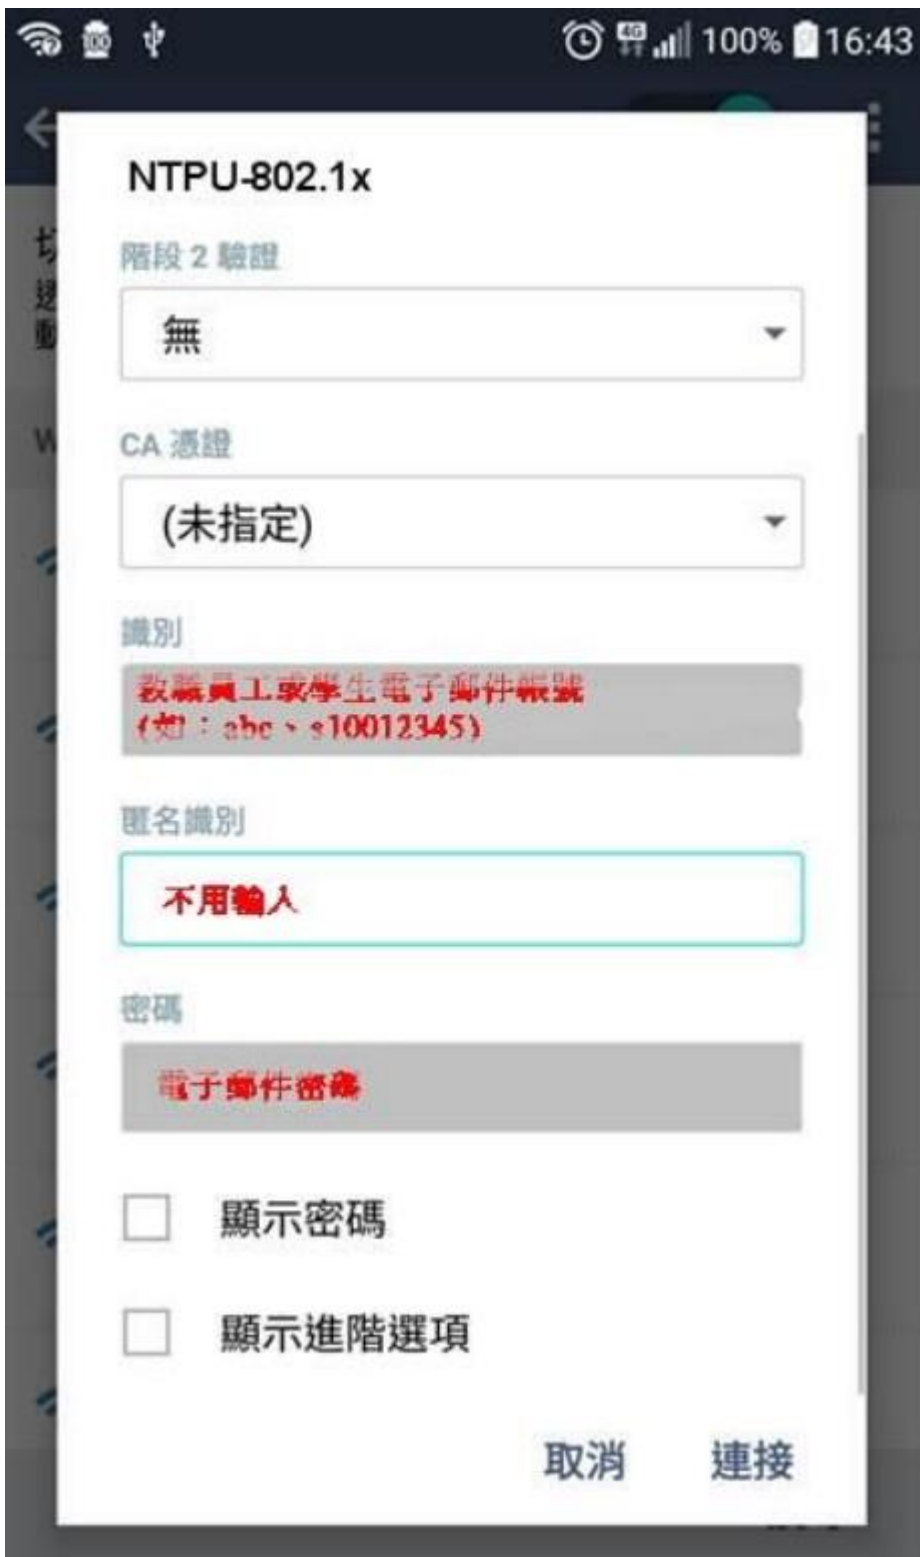 100% 16:43
NTPU-802.1x
階段 2 驗證
無
CA 憑證
(未指定)
識別
教職員工或學生電子郵件帳號
(如：abc、s10012345)
匿名識別
不用輸入
密碼
電子郵件密碼
顯示密碼
顯示進階選項
取消 連接